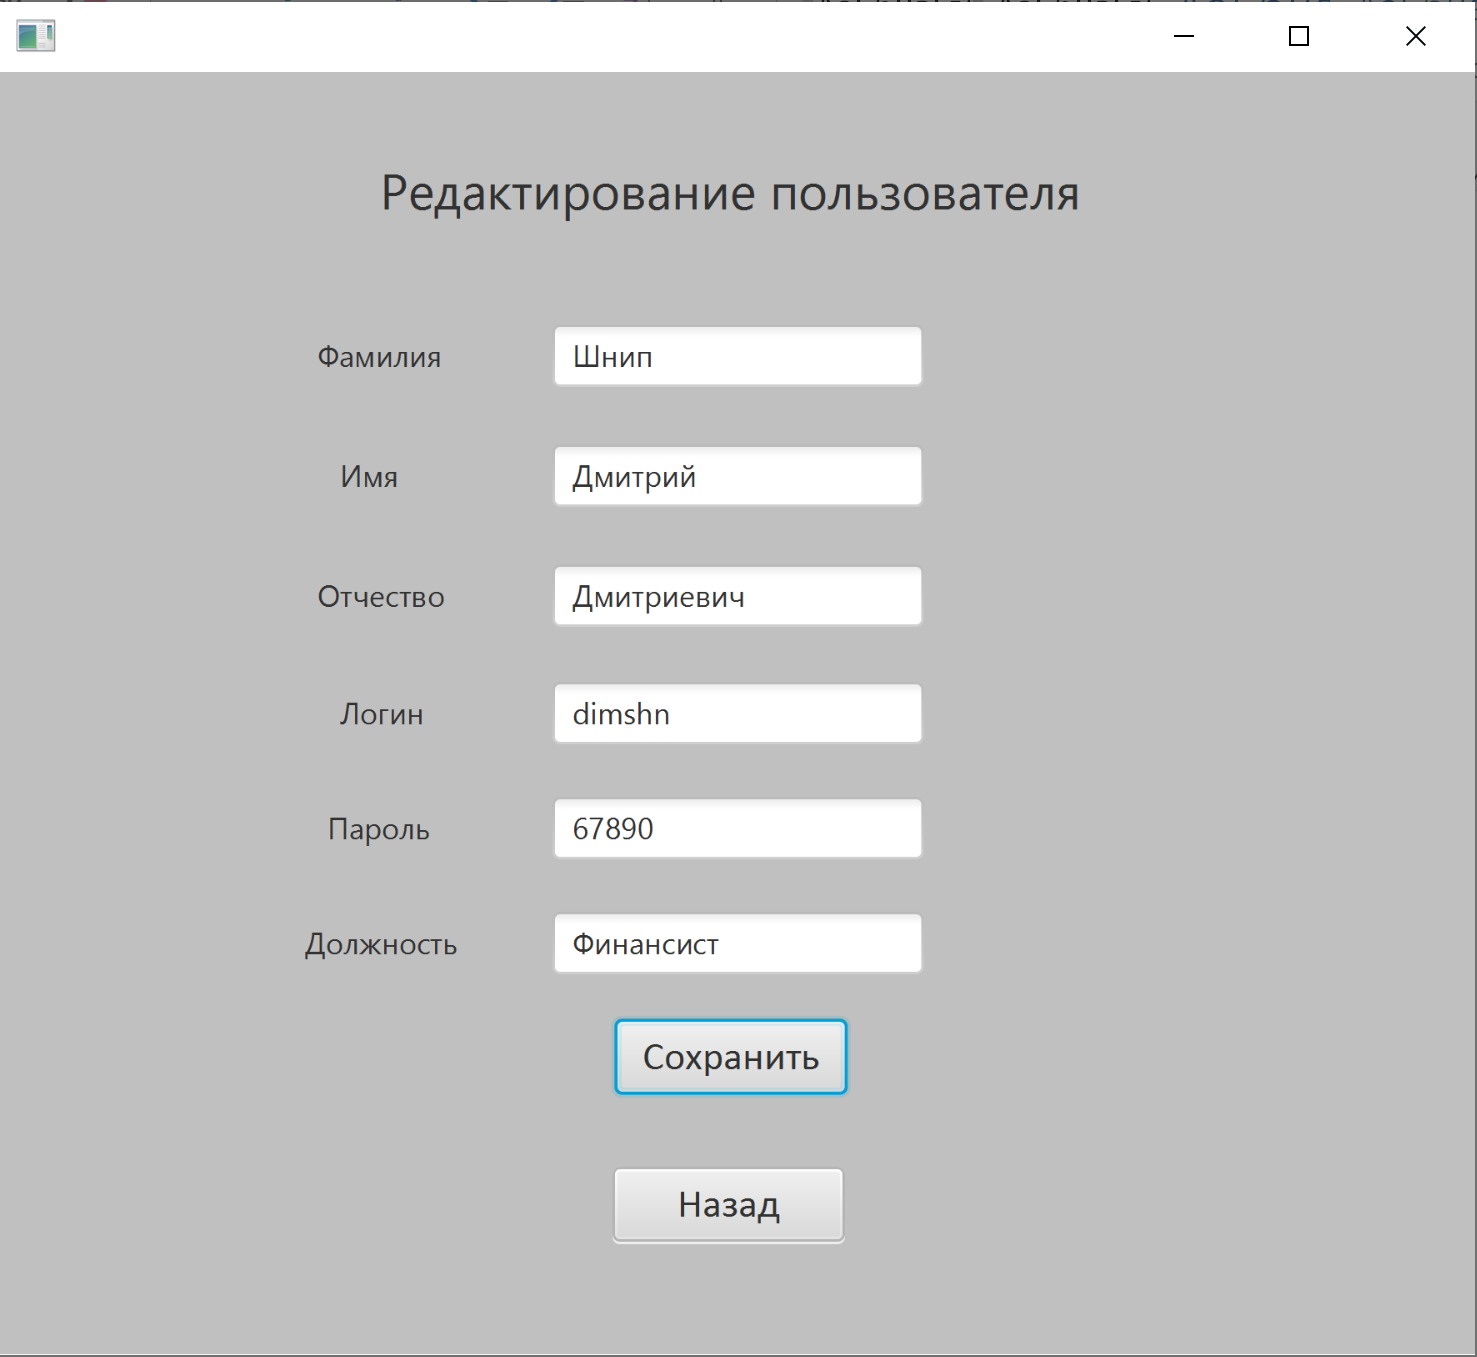 Редактирование пользователя
Фамилия Шнип
Имя Дмитрий
Отчество Дмитриевич
Логин dimshn
Пароль 67890
Должность Финансист
Сохранить
Назад